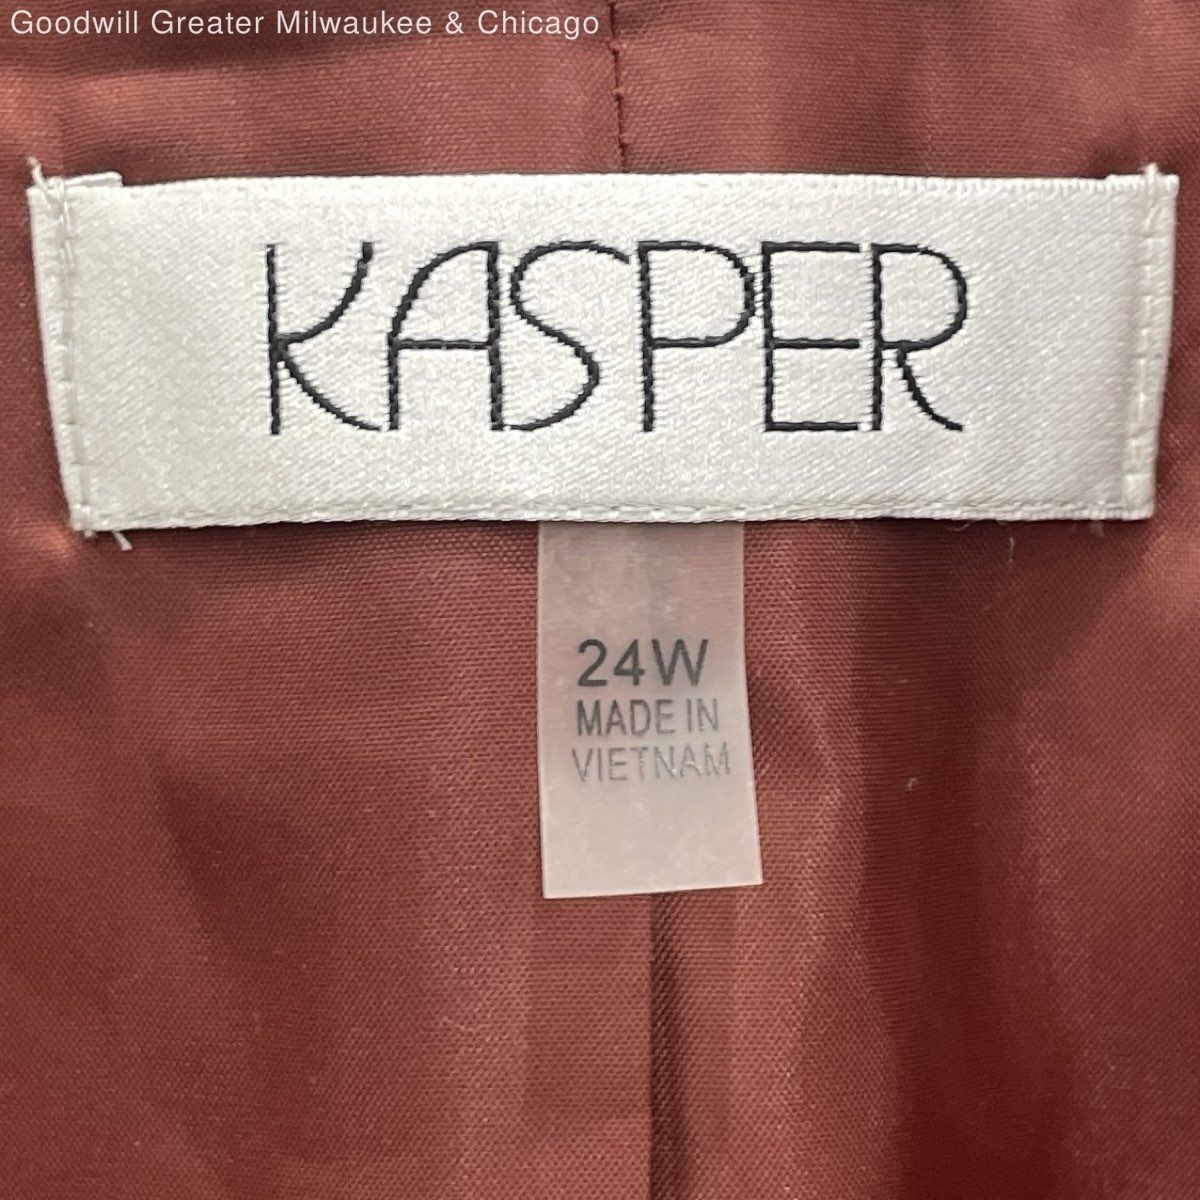 Goodwill Greater Milwaukee & Chicago
KASPER
24W
MADE IN
VIETNAM